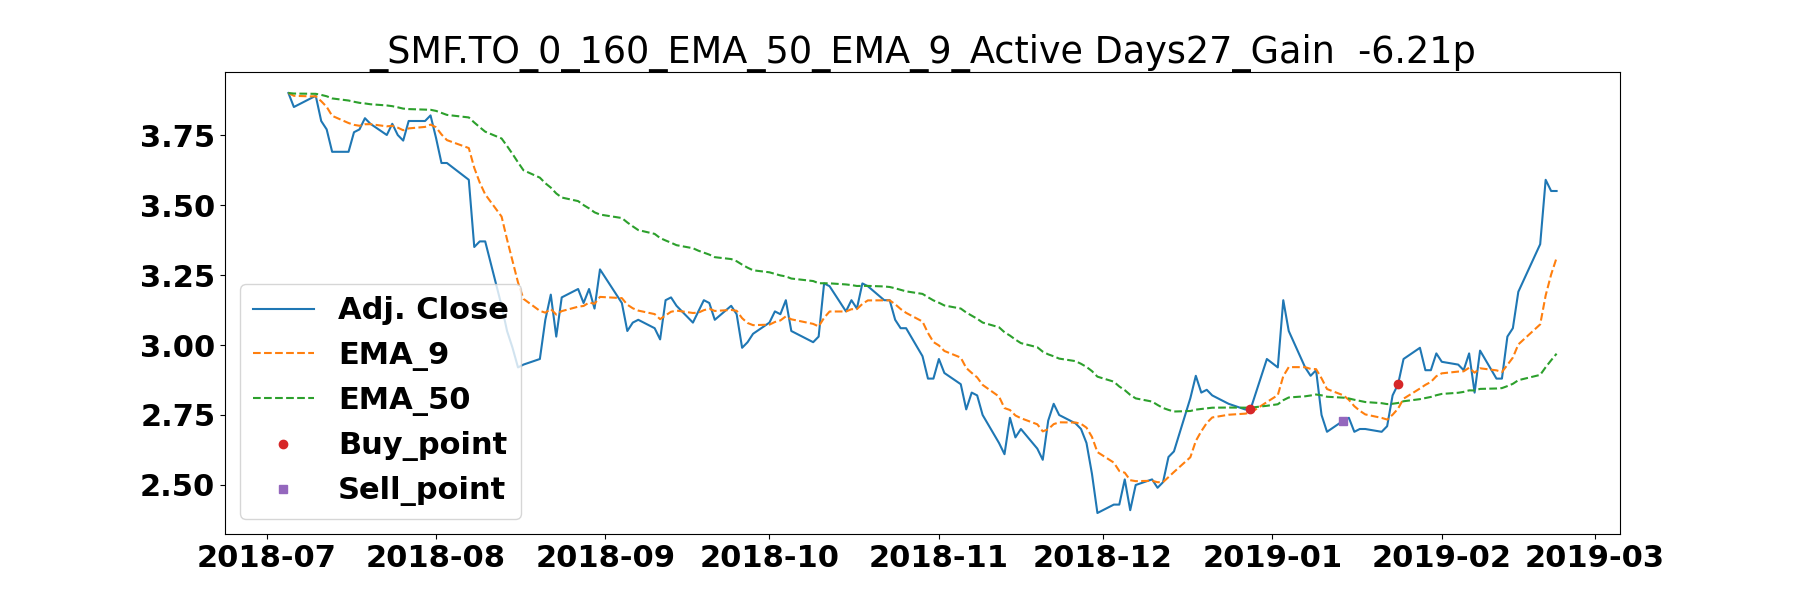 _SMF.TO_0_160_EMA_50_EMA_9_Active Days27_Gain  -6.21p
3.75
3.50
3.25
3.00
2.75
2.50
Adj. Close
EMA_9
EMA_50
Buy_point
Sell_point
2018-07 2018-08 2018-09 2018-10 2018-11 2018-12 2019-01 2019-02 2019-03